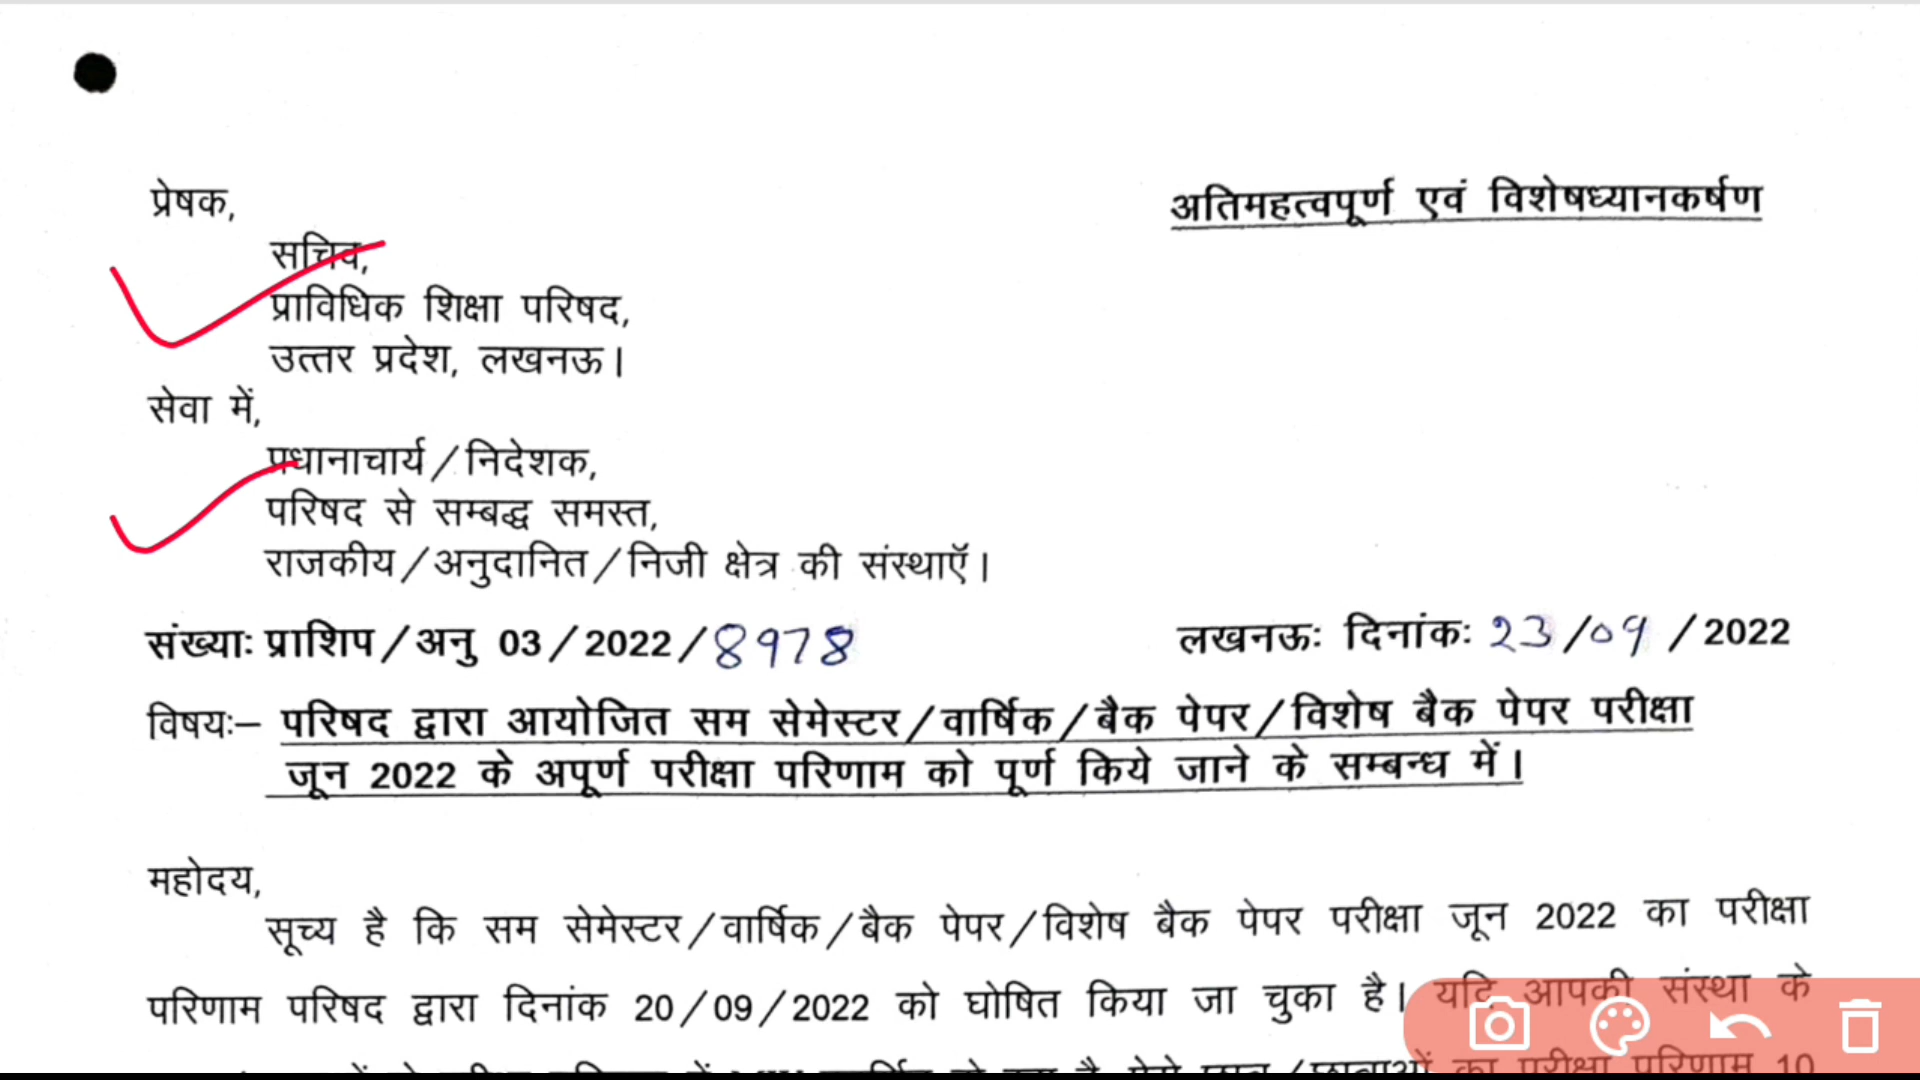 प्रेषक,
अतिमहत्वपूर्ण एवं विशेषध्यानकर्षण
सचिव,
प्राविधिक शिक्षा परिषद,
उत्तर प्रदेश, लखनऊ।
सेवा में,
प्रधानाचार्य/निदेशक,
परिषद से सम्बद्ध समस्त,
राजकीय/अनुदानित/निजी क्षेत्र की संस्थाऍ।
संख्याः प्राशिप/अनु 03/2022/8978
लखनऊः दिनांकः 23/09/2022
विषयः– परिषद द्वारा आयोजित सम सेमेस्टर/वार्षिक/बैक पेपर/विशेष बैक पेपर परीक्षा
जून 2022 के अपूर्ण परीक्षा परिणाम को पूर्ण किये जाने के सम्बन्ध में।
महोदय,
सूच्य है कि सम सेमेस्टर/वार्षिक/बैक पेपर/विशेष बैक पेपर परीक्षा जून 2022 का परीक्षा
परिणाम परिषद द्वारा दिनांक 20/09/2022 को घोषित किया जा चुका है। यदि आपकी संस्था के
का परीक्षा परिणाम 10